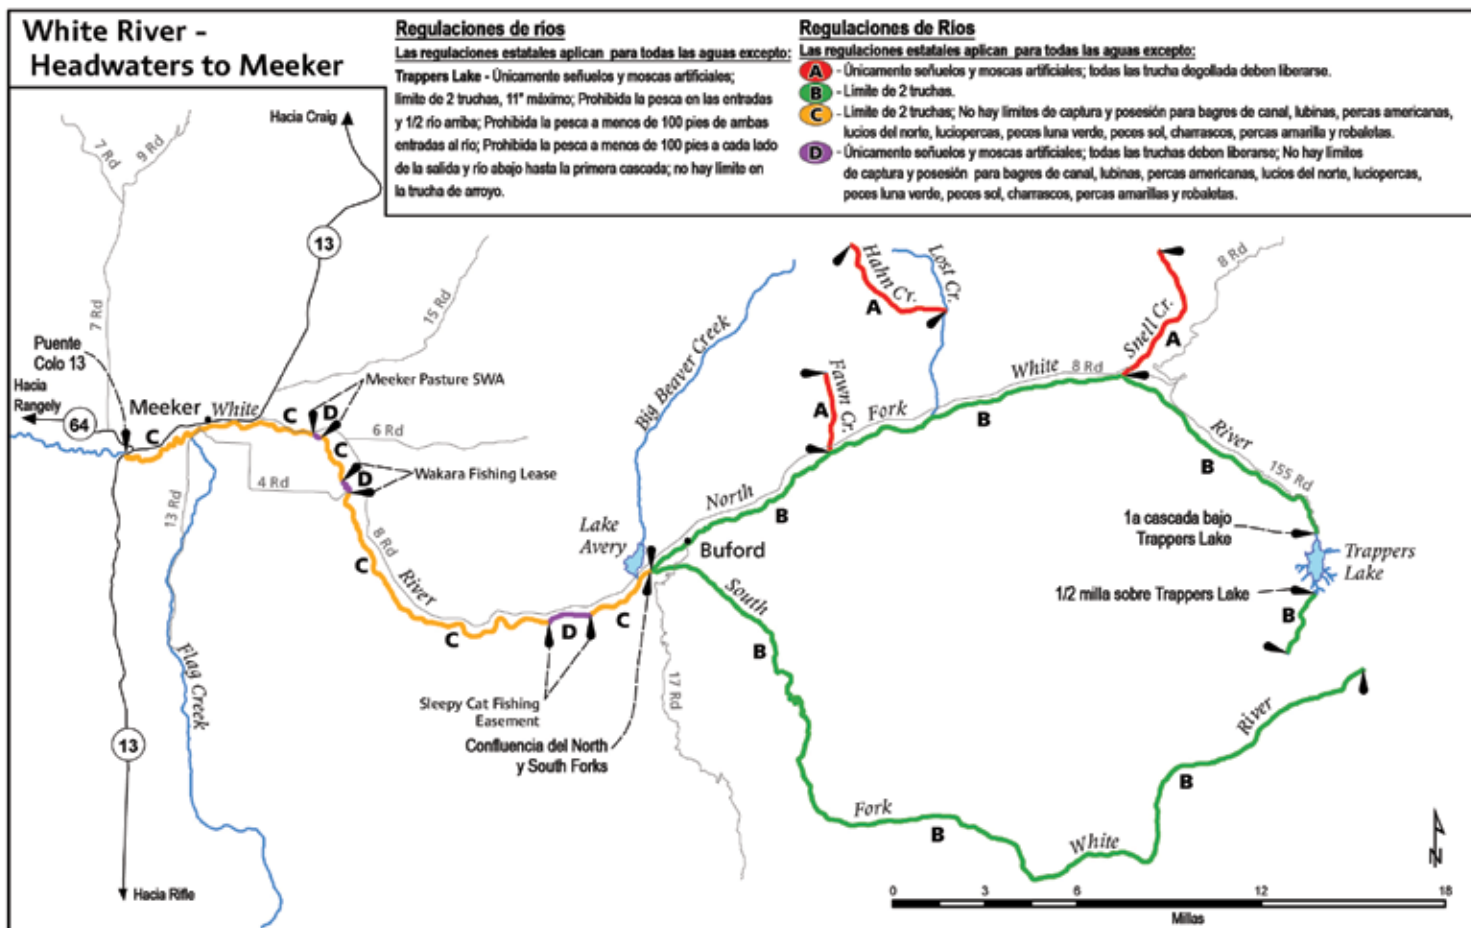 White River -
Headwaters to Meeker
Regulaciones de ríos
Las regulaciones estatales aplican para todas las aguas excepto:
Trappers Lake - Únicamente señuelos y moscas artificiales;
limite de 2 truchas, 11" máximo; Prohibida la pesca en las entradas
y 1/2 río arriba; Prohibida la pesca a menos de 100 pies de ambas
entradas al río; Prohibida la pesca a menos de 100 pies a cada lado
de la salida y río abajo hasta la primera cascada; no hay limite en
la trucha de arroyo.
Regulaciones de Ríos
Las regulaciones estatales aplican para todas las aguas excepto:
A - Únicamente señuelos y moscas artificiales; todas las trucha degollada deben liberarse.
B - Limite de 2 truchas.
C - Limite de 2 truchas; No hay limites de captura y posesión para bagres de canal, lubinas, percas americanas,
lucios del norte, luciopercas, peces luna verde, peces sol, charrascos, percas amarilla y robaletas.
D - Únicamente señuelos y moscas artificiales; todas las truchas deben liberarse; No hay limites
de captura y posesión para bagres de canal, lubinas, percas americanas, lucios del norte, luciopercas,
peces luna verde, peces sol, charrascos, percas amarillas y robaletas.
Hacia Craig
7 Rd
9 Rd
13
15 Rd
7 Rd
Puente
Colo 13
Hacia
Rangely
64
Meeker
White
C
C
D
Meeker Pasture SWA
6 Rd
C
D
Wakara Fishing Lease
4 Rd
13 Rd
8 Rd
River
C
C
D
C
Flag Creek
13
Hacia Rifle
Sleepy Cat Fishing
Easement
Confluencia del North
y South Forks
17 Rd
Lake
Avery
Big Beaver Creek
Buford
North
B
Fork
Fawn Cr.
A
Hahn Cr.
A
Lost Cr.
White
8 Rd
B
Snell Cr.
A
8 Rd
River
B
155 Rd
1a cascada bajo
Trappers Lake
Trappers
Lake
1/2 milla sobre Trappers Lake
B
South
B
Fork
B
White
B
River
N
0
3
6
12
18
Millas